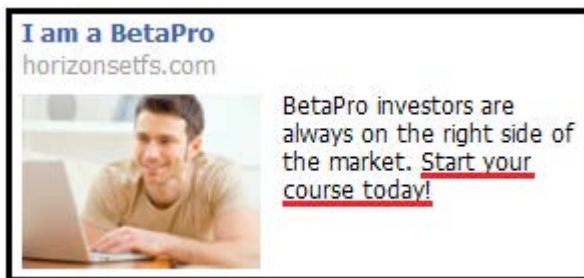 I am a BetaPro
horizonsetfs.com
BetaPro investors are
always on the right side of
the market. Start your
course today!